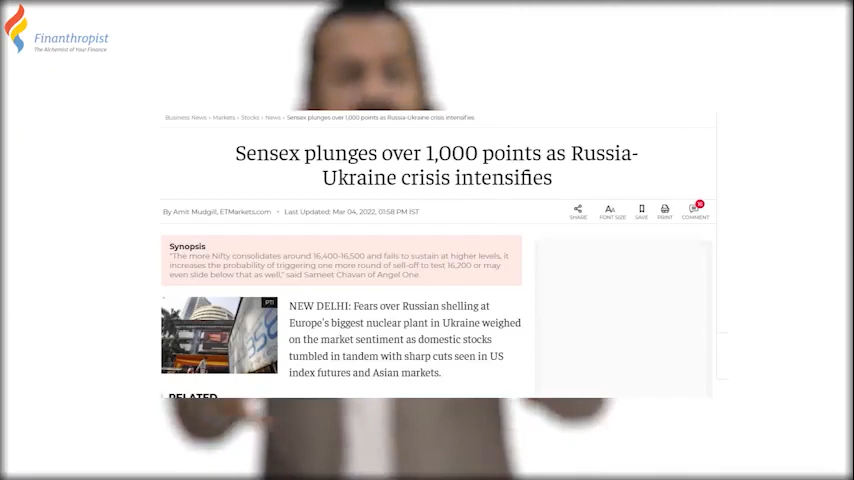 Finanthropist
The Alchemist of Your Finance
Business News › Markets › Stocks › News › Sensex plunges over 1,000 points as Russia-Ukraine crisis intensifies
Sensex plunges over 1,000 points as Russia-
Ukraine crisis intensifies
By Amit Mudgill, ETMarkets.com • Last Updated: Mar 04, 2022, 01:58 PM IST
SHARE FONT SIZE SAVE PRINT COMMENT
Synopsis
"The more Nifty consolidates around 16,400-16,500 and fails to sustain at higher levels, it
increases the probability of triggering one more round of sell-off to test 16,200 or may
even slide below that as well," said Sameet Chavan of Angel One.
PTI
NEW DELHI: Fears over Russian shelling at
Europe's biggest nuclear plant in Ukraine weighed
on the market sentiment as domestic stocks
tumbled in tandem with sharp cuts seen in US
index futures and Asian markets.
RELATED